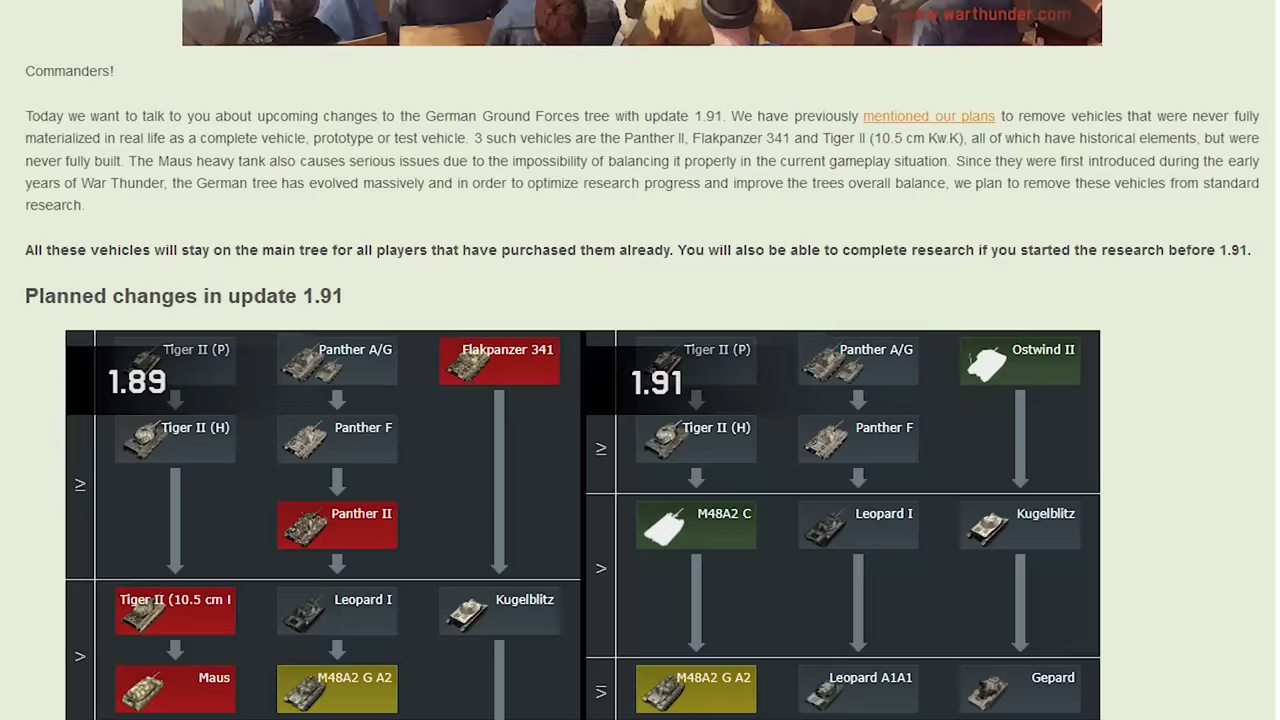 www.warthunder.com
Commanders!
Today we want to talk to you about upcoming changes to the German Ground Forces tree with update 1.91. We have previously mentioned our plans to remove vehicles that were never fully
materialized in real life as a complete vehicle, prototype or test vehicle. 3 such vehicles are the Panther II, Flakpanzer 341 and Tiger II (10.5 cm Kw.K), all of which have historical elements, but were
never fully built. The Maus heavy tank also causes serious issues due to the impossibility of balancing it properly in the current gameplay situation. Since they were first introduced during the early
years of War Thunder, the German tree has evolved massively and in order to optimize research progress and improve the trees overall balance, we plan to remove these vehicles from standard
research.
All these vehicles will stay on the main tree for all players that have purchased them already. You will also be able to complete research if you started the research before 1.91.
Planned changes in update 1.91
Tiger II (P) Panther A/G Flakpanzer 341
1.89
Tiger II (H) Panther F
IV
Panther II
Tiger II (10.5 cm Leopard I Kugelblitz
V
Maus M48A2 G A2
Tiger II (P) Panther A/G Ostwind II
1.91
Tiger II (H) Panther F
IV
M48A2 C Leopard I Kugelblitz
V
M48A2 G A2 Leopard A1A1 Gepard
VI